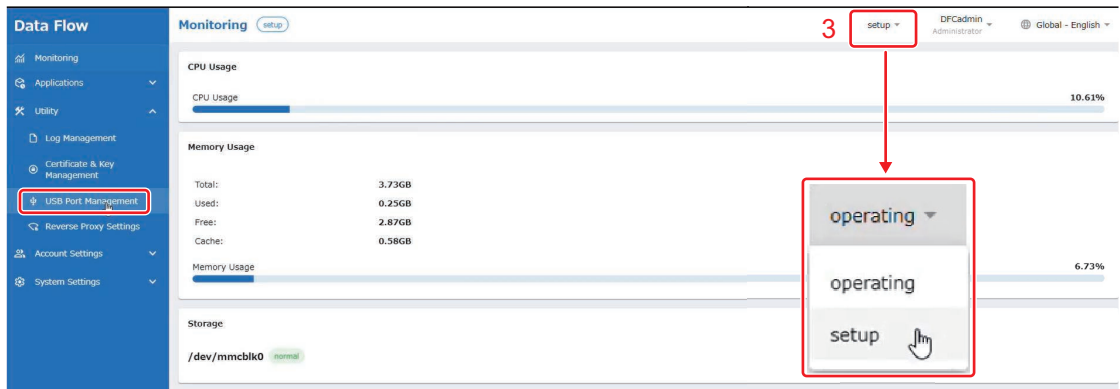 Data Flow
Monitoring
Applications
Utility
Log Management
Certificate & Key
Management
USB Port Management
Reverse Proxy Settings
Account Settings
System Settings
Monitoring setup
3 setup
DFCadmin
Administrator
Global - English
CPU Usage
CPU Usage 10.61%
Memory Usage
Total: 3.73GB
Used: 0.25GB
Free: 2.87GB
Cache: 0.58GB
Memory Usage 6.73%
Storage
/dev/mmcblk0 normal
operating
operating
setup